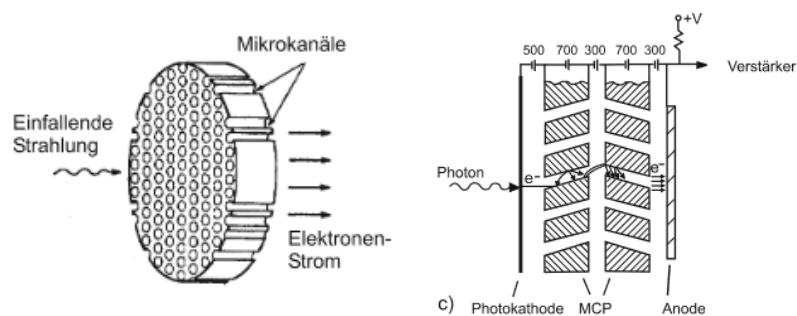 Mikrokanäle
Einfallende
Strahlung
Elektronen-
Strom
+V
500 700 300 700 300
Verstärker
Photon
e⁻
e⁻
c)
Photokathode MCP Anode